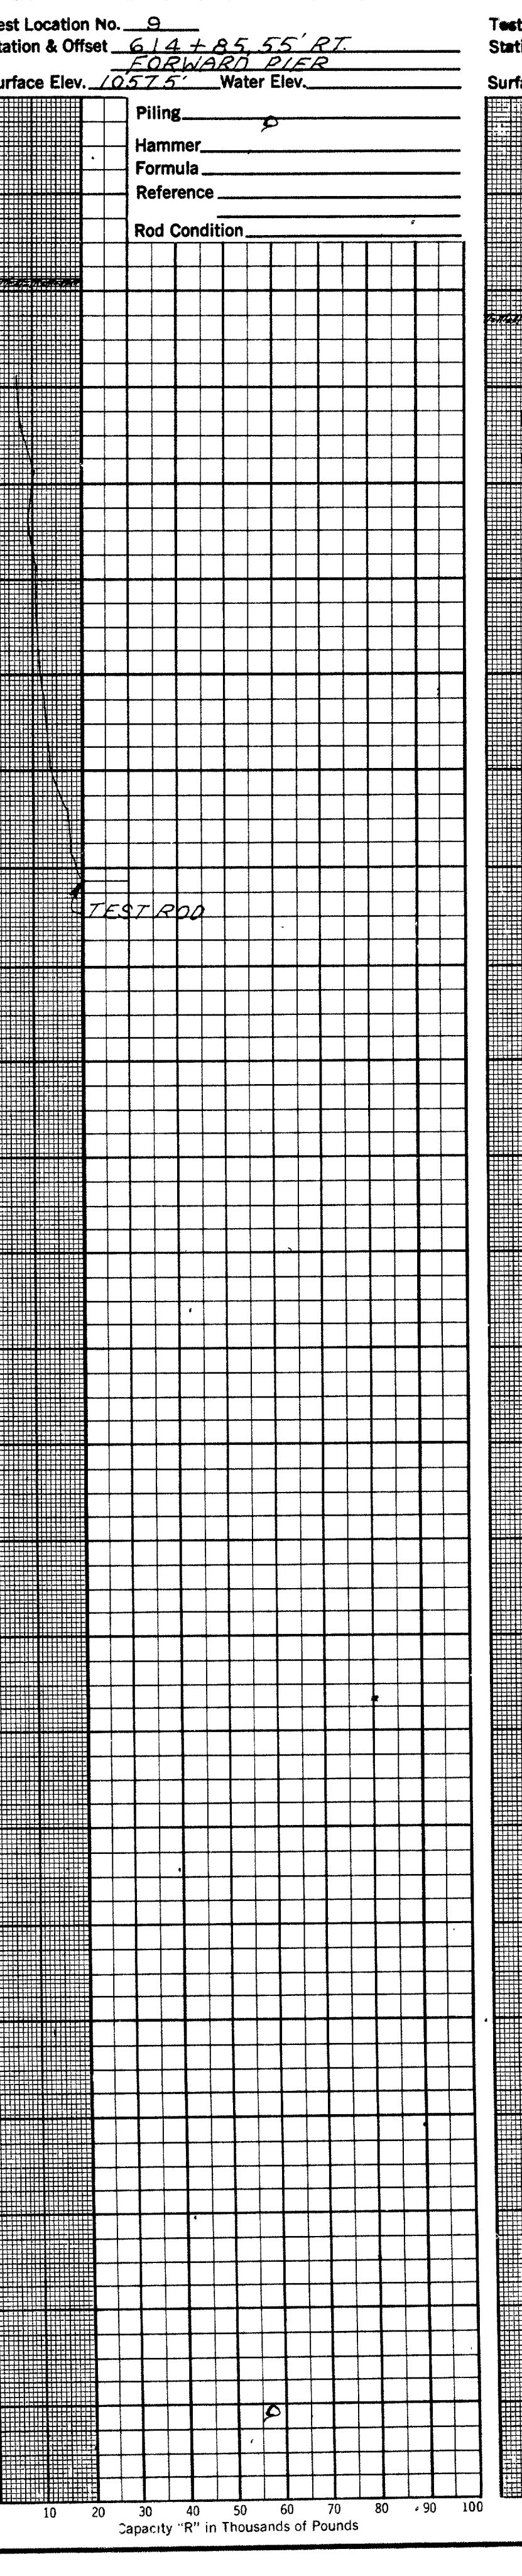 est Location No. 9
tation & Offset 614 + 85, 55' RT.
FORWARD PIER
urface Elev. 1057.5' Water Elev.
Piling
Hammer
Formula
Reference
Rod Condition
TEST ROD
10 20 30 40 50 60 70 80 90 100
Capacity "R" in Thousands of Pounds
Test
Stati
Surfa